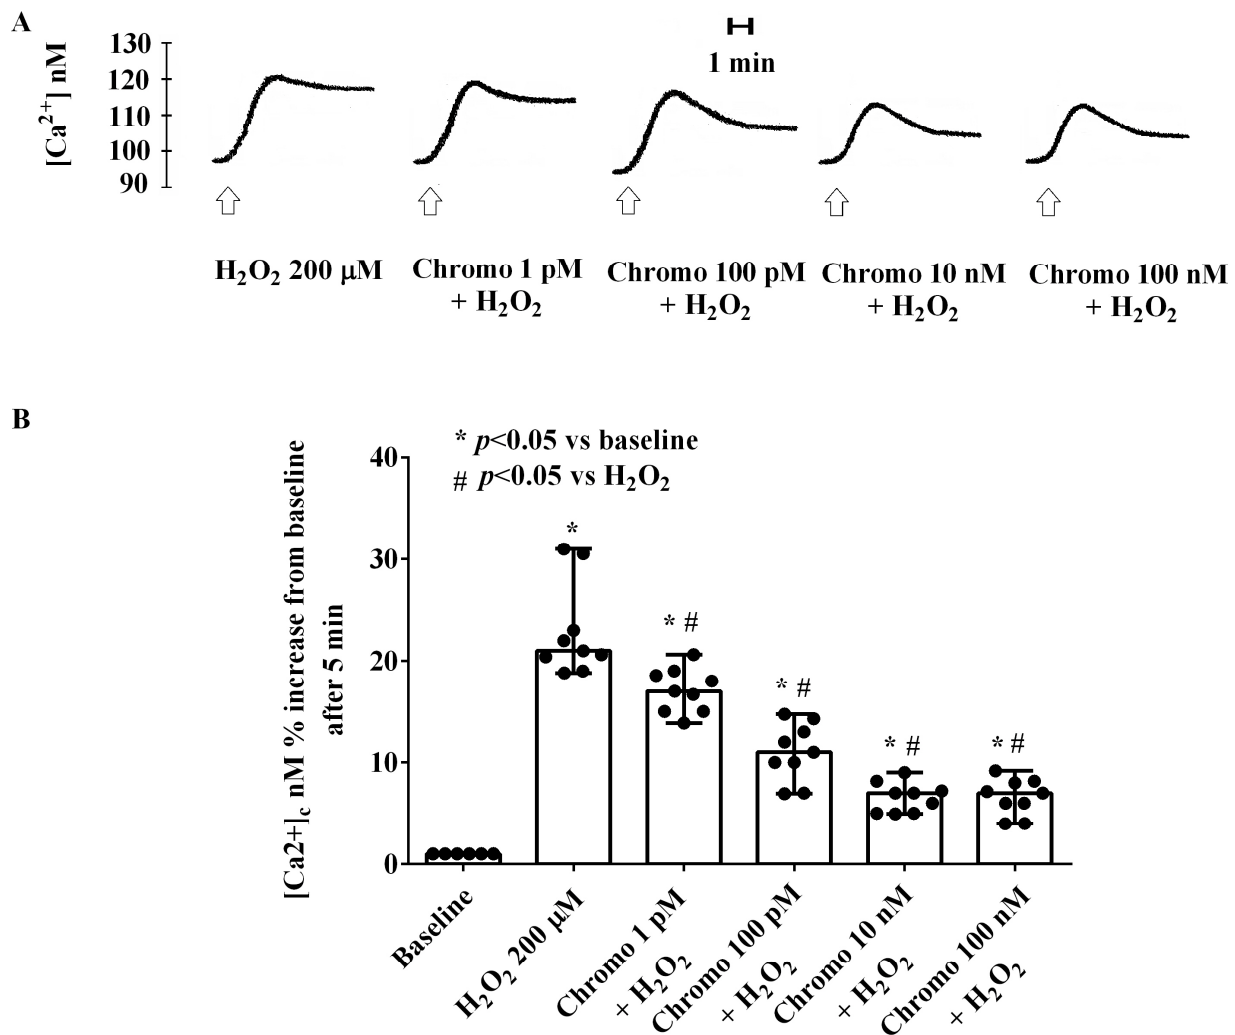 A
[Ca²⁺] nM
130
120
110
100
90
1 min
H₂O₂ 200 µM
Chromo 1 pM
+ H₂O₂
Chromo 100 pM
+ H₂O₂
Chromo 10 nM
+ H₂O₂
Chromo 100 nM
+ H₂O₂
B
[Ca2+]c nM % increase from baseline
after 5 min
* p<0.05 vs baseline
# p<0.05 vs H₂O₂
40
30
20
10
0
*
* #
* #
* #
* #
Baseline
H₂O₂ 200 µM
Chromo 1 pM
+ H₂O₂
Chromo 100 pM
+ H₂O₂
Chromo 10 nM
+ H₂O₂
Chromo 100 nM
+ H₂O₂